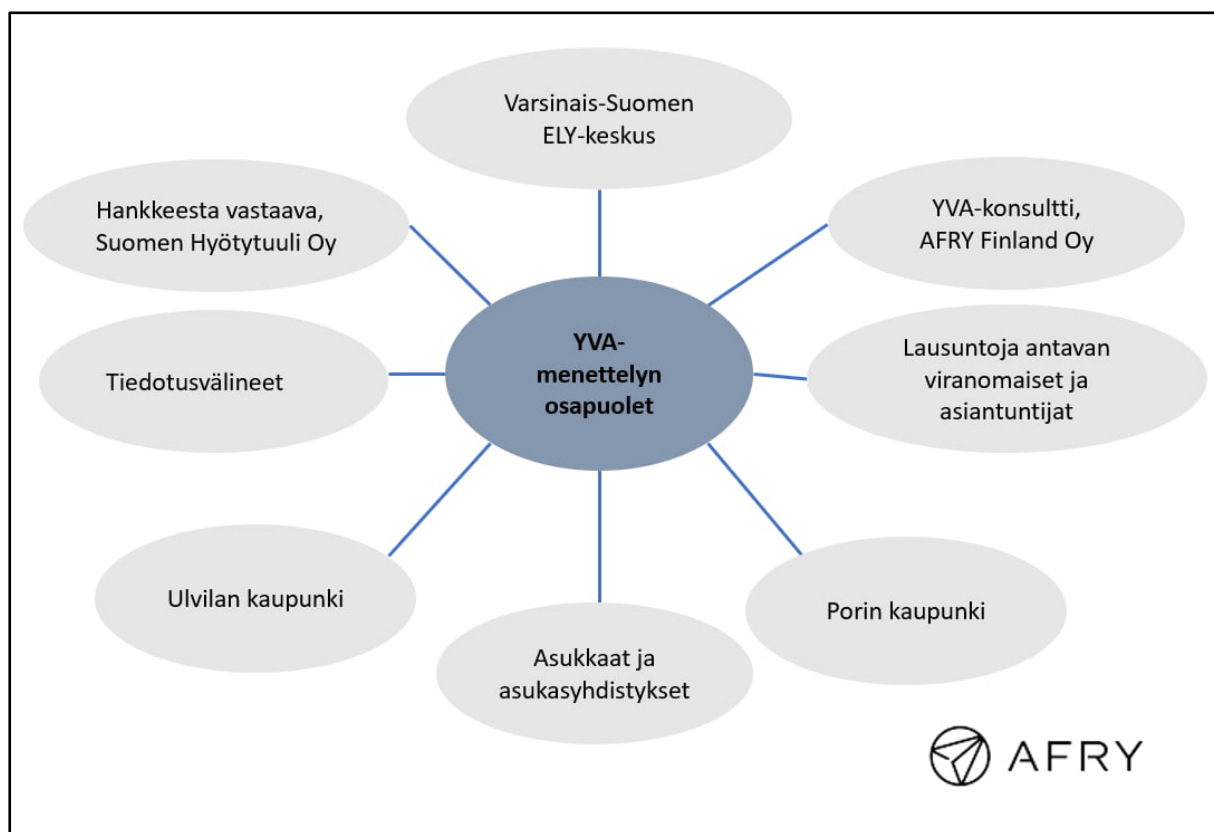 Varsinais-Suomen
ELY-keskus
Hankkeesta vastaava,
Suomen Hyötytuuli Oy
YVA-konsultti,
AFRY Finland Oy
YVA-
menettelyn
osapuolet
Tiedotusvälineet
Lausuntoja antavan
viranomaiset ja
asiantuntijat
Ulvilan kaupunki
Porin kaupunki
Asukkaat ja
asukasyhdistykset
AFRY